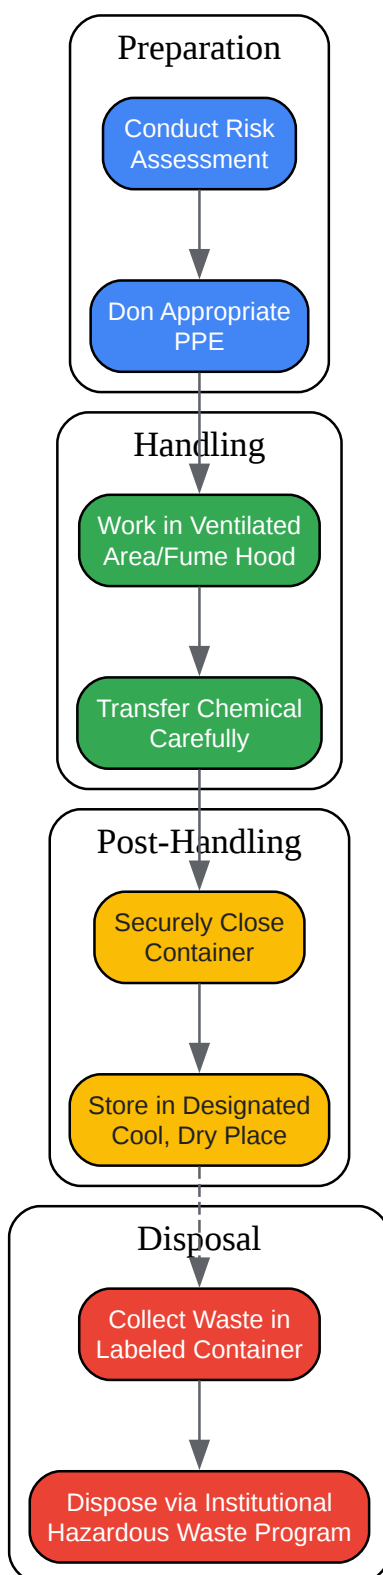 Preparation
Conduct Risk
Assessment
Don Appropriate
PPE
Handling
Work in Ventilated
Area/Fume Hood
Transfer Chemical
Carefully
Post-Handling
Securely Close
Container
Store in Designated
Cool, Dry Place
Disposal
Collect Waste in
Labeled Container
Dispose via Institutional
Hazardous Waste Program